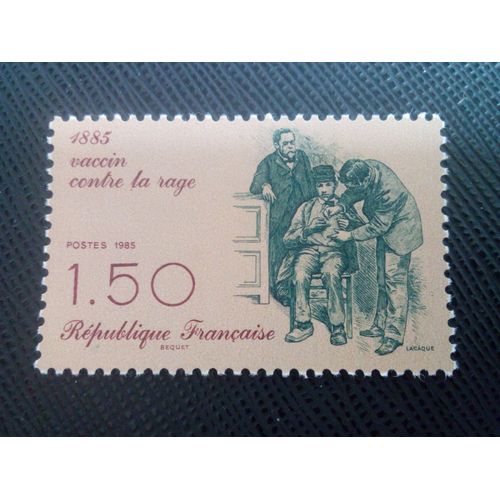 1885
vaccin
contre la rage
POSTES 1985
1.50
République Française
BEQUET
LACAQUE